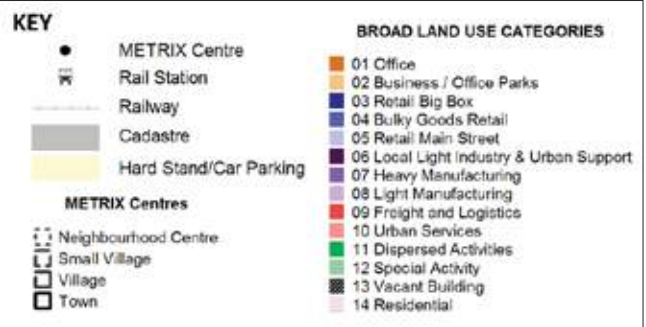 KEY
METRIX Centre
Rail Station
Railway
Cadastre
Hard Stand/Car Parking
METRIX Centres
Neighbourhood Centre
Small Village
Village
Town
BROAD LAND USE CATEGORIES
01 Office
02 Business / Office Parks
03 Retail Big Box
04 Bulky Goods Retail
05 Retail Main Street
06 Local Light Industry & Urban Support
07 Heavy Manufacturing
08 Light Manufacturing
09 Freight and Logistics
10 Urban Services
11 Dispersed Activities
12 Special Activity
13 Vacant Building
14 Residential